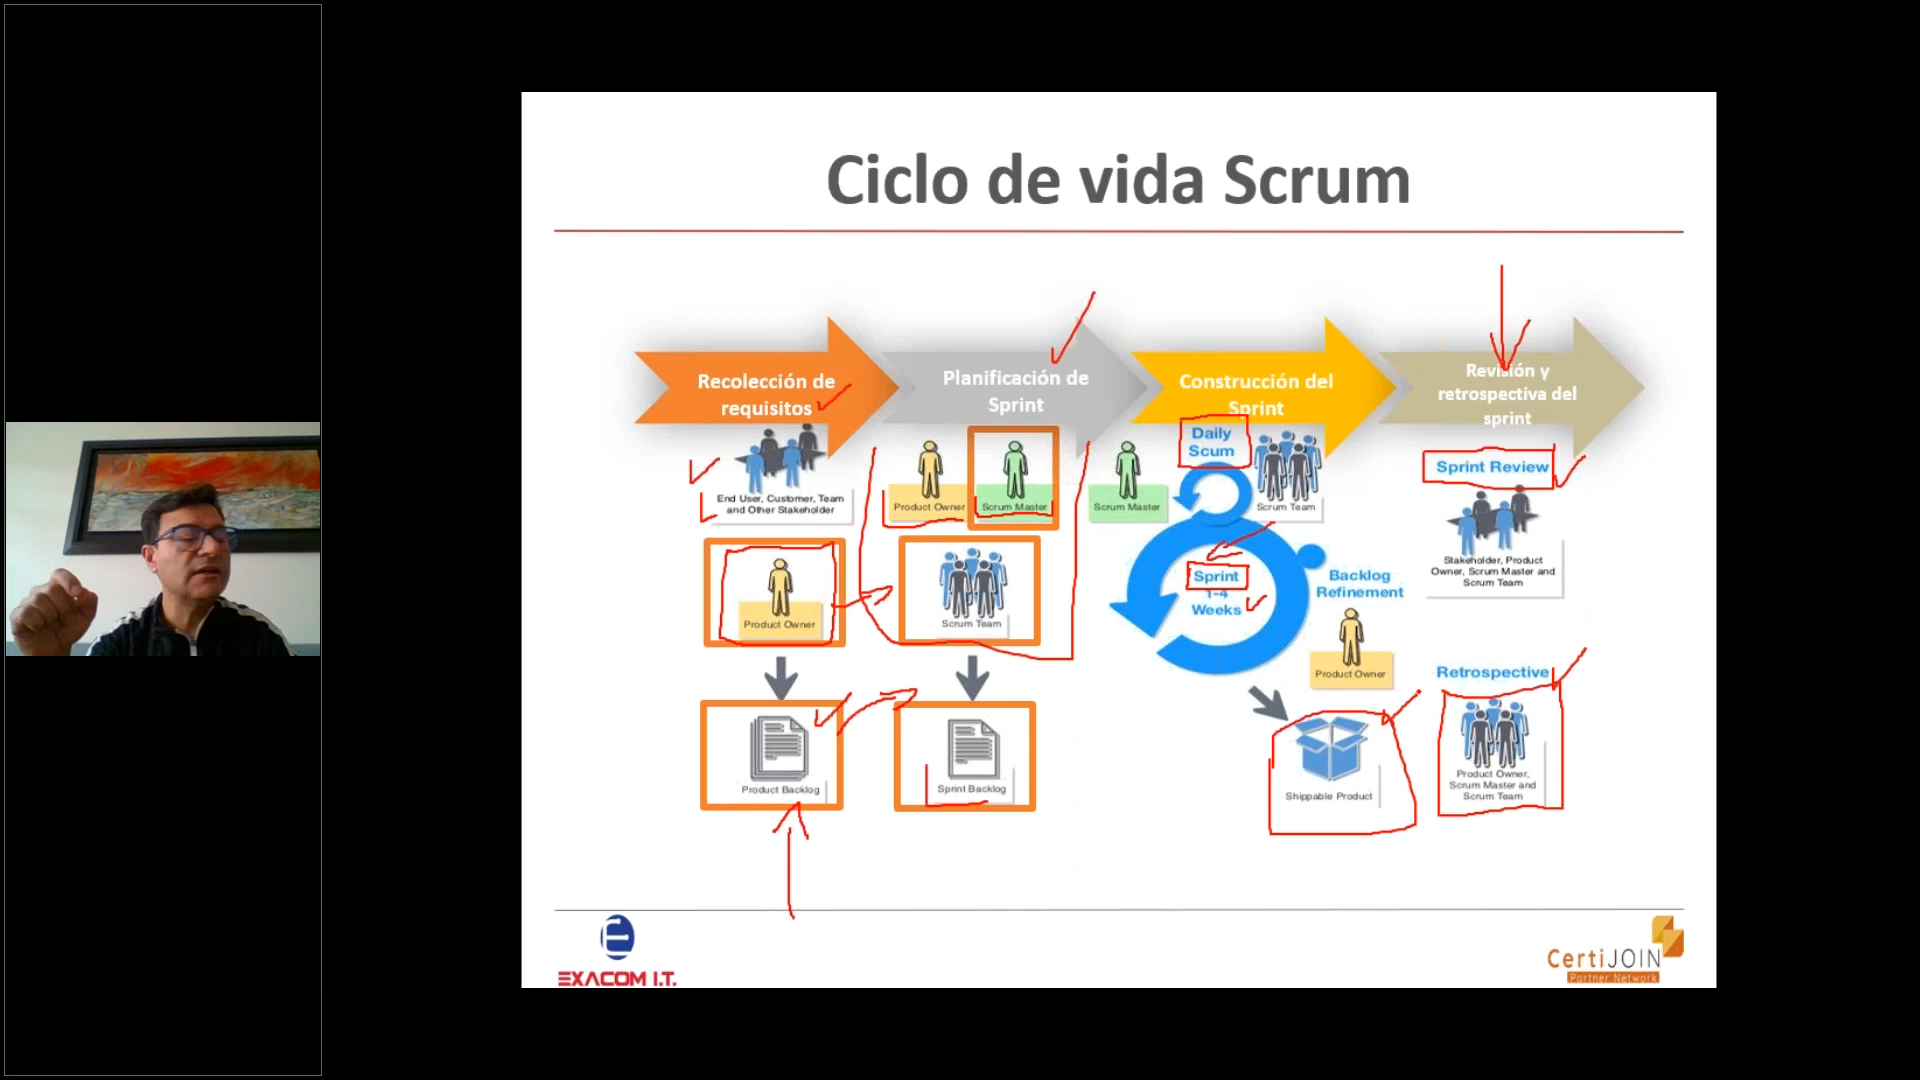 Ciclo de vida Scrum
Recolección de
requisitos
Planificación de
Sprint
Construcción del
Sprint
Revisión y
retrospectiva del
sprint
End User, Customer, Team
and Other Stakeholder
Product Owner
Product Backlog
Product Owner
Scrum Master
Scrum Team
Sprint Backlog
Scrum Master
Daily
Scum
Scrum Team
Sprint
1-4
Weeks
Backlog
Refinement
Product Owner
Shippable Product
Sprint Review
Stakeholder, Product
Owner, Scrum Master and
Scrum Team
Retrospective
Product Owner,
Scrum Master and
Scrum Team
EXACOM I.T.
CertiJOIN
Partner Network